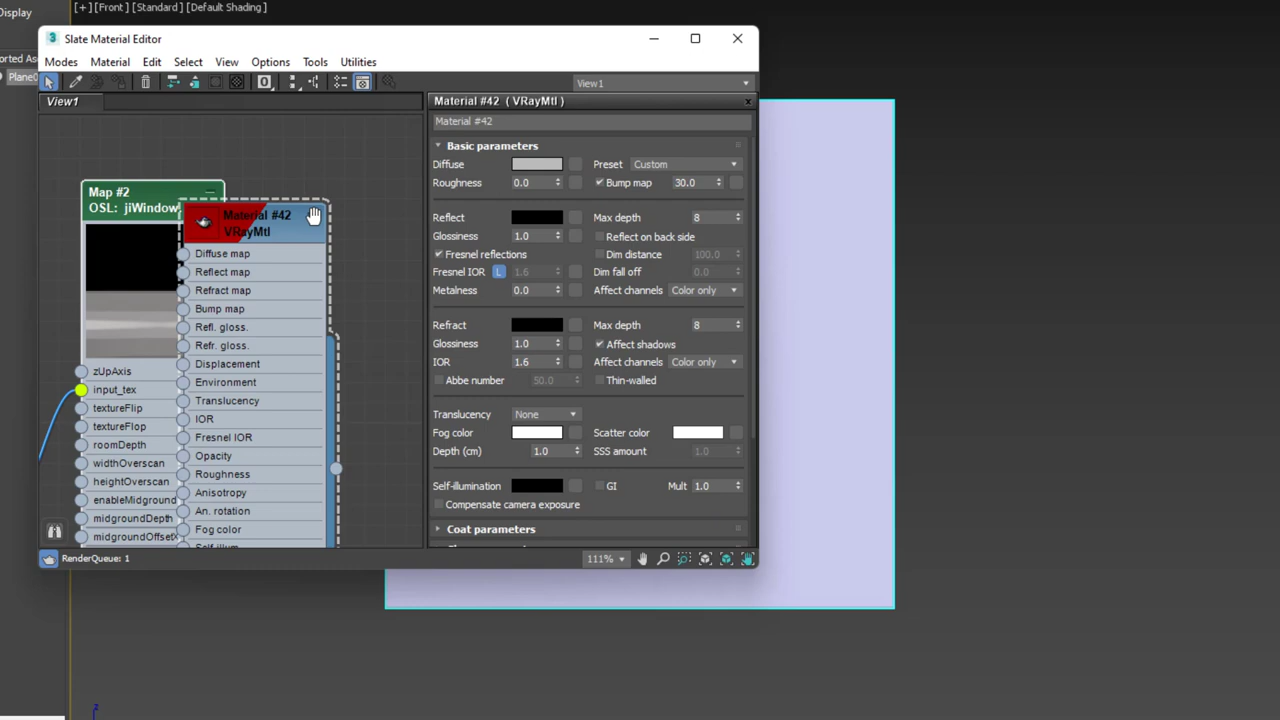 Display
[+] [Front] [Standard] [Default Shading]
3 Slate Material Editor
Modes Material Edit Select View Options Tools Utilities
orted As
Plane0
View1
View1
Material #42 ( VRayMtl )
Material #42
Basic parameters
Diffuse Preset Custom
Roughness 0.0 Bump map 30.0
Reflect Max depth 8
Glossiness 1.0 Reflect on back side
Fresnel reflections Dim distance 100.0
Fresnel IOR L 1.6 Dim fall off 0.0
Metalness 0.0 Affect channels Color only
Refract Max depth 8
Glossiness 1.0 Affect shadows
IOR 1.6 Affect channels Color only
Abbe number 50.0 Thin-walled
Translucency None
Fog color Scatter color
Depth (cm) 1.0 SSS amount 1.0
Self-illumination GI Mult 1.0
Compensate camera exposure
Coat parameters
Map #2
OSL: jiWindow
zUpAxis
input_tex
textureFlip
textureFlop
roomDepth
widthOverscan
heightOverscan
enableMidground
midgroundDepth
midgroundOffsetX
Material #42
VRayMtl
Diffuse map
Reflect map
Refract map
Bump map
Refl. gloss.
Refr. gloss.
Displacement
Environment
Translucency
IOR
Fresnel IOR
Opacity
Roughness
Anisotropy
An. rotation
Fog color
Self-illum
RenderQueue: 1
111%
z